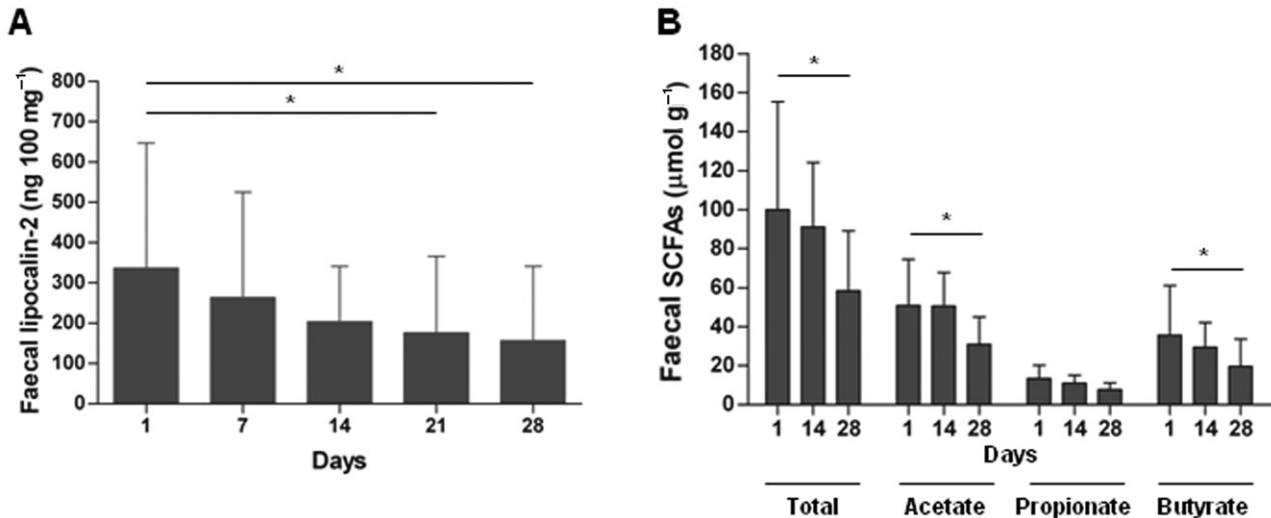 A
Faecal lipocalin-2 (ng 100 mg⁻¹)
800
700
600
500
400
300
200
100
0
*
*
1 7 14 21 28
Days
B
Faecal SCFAs (μmol g⁻¹)
180
160
140
120
100
80
60
40
20
0
*
*
*
1 14 28 1 14 28 1 14 28 1 14 28
Days
Total Acetate Propionate Butyrate